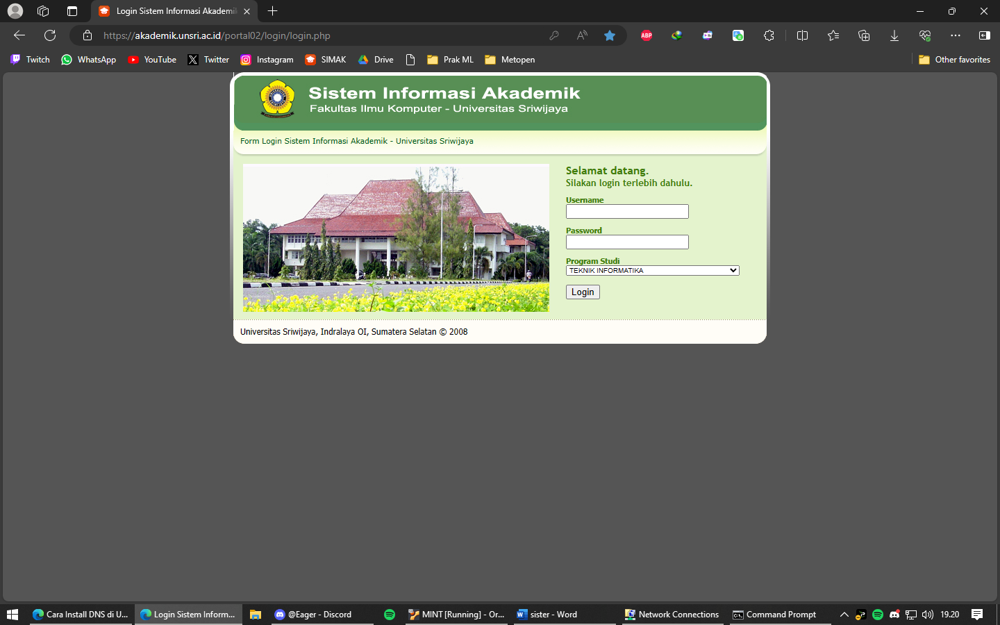 Login Sistem Informasi Akademik
https://akademik.unsri.ac.id/portal02/login/login.php
ABP
Twitch
WhatsApp
YouTube
Twitter
Instagram
SIMAK
Drive
Prak ML
Metopen
Other favorites
Sistem Informasi Akademik
Fakultas Ilmu Komputer - Universitas Sriwijaya
Form Login Sistem Informasi Akademik - Universitas Sriwijaya
Selamat datang.
Silakan login terlebih dahulu.
Username
Password
Program Studi
TEKNIK INFORMATIKA
Login
Universitas Sriwijaya, Indralaya OI, Sumatera Selatan © 2008
Cara Install DNS di U...
Login Sistem Inform...
@Eager - Discord
MINT [Running] - Or...
sister - Word
Network Connections
Command Prompt
19.20